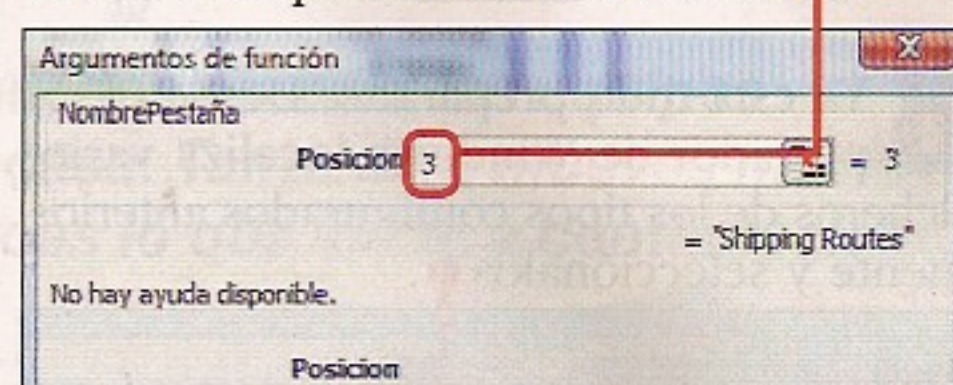 Argumentos de función
NombrePestaña
Posicion 3 = 3
= "Shipping Routes"
No hay ayuda disponible.
Posicion